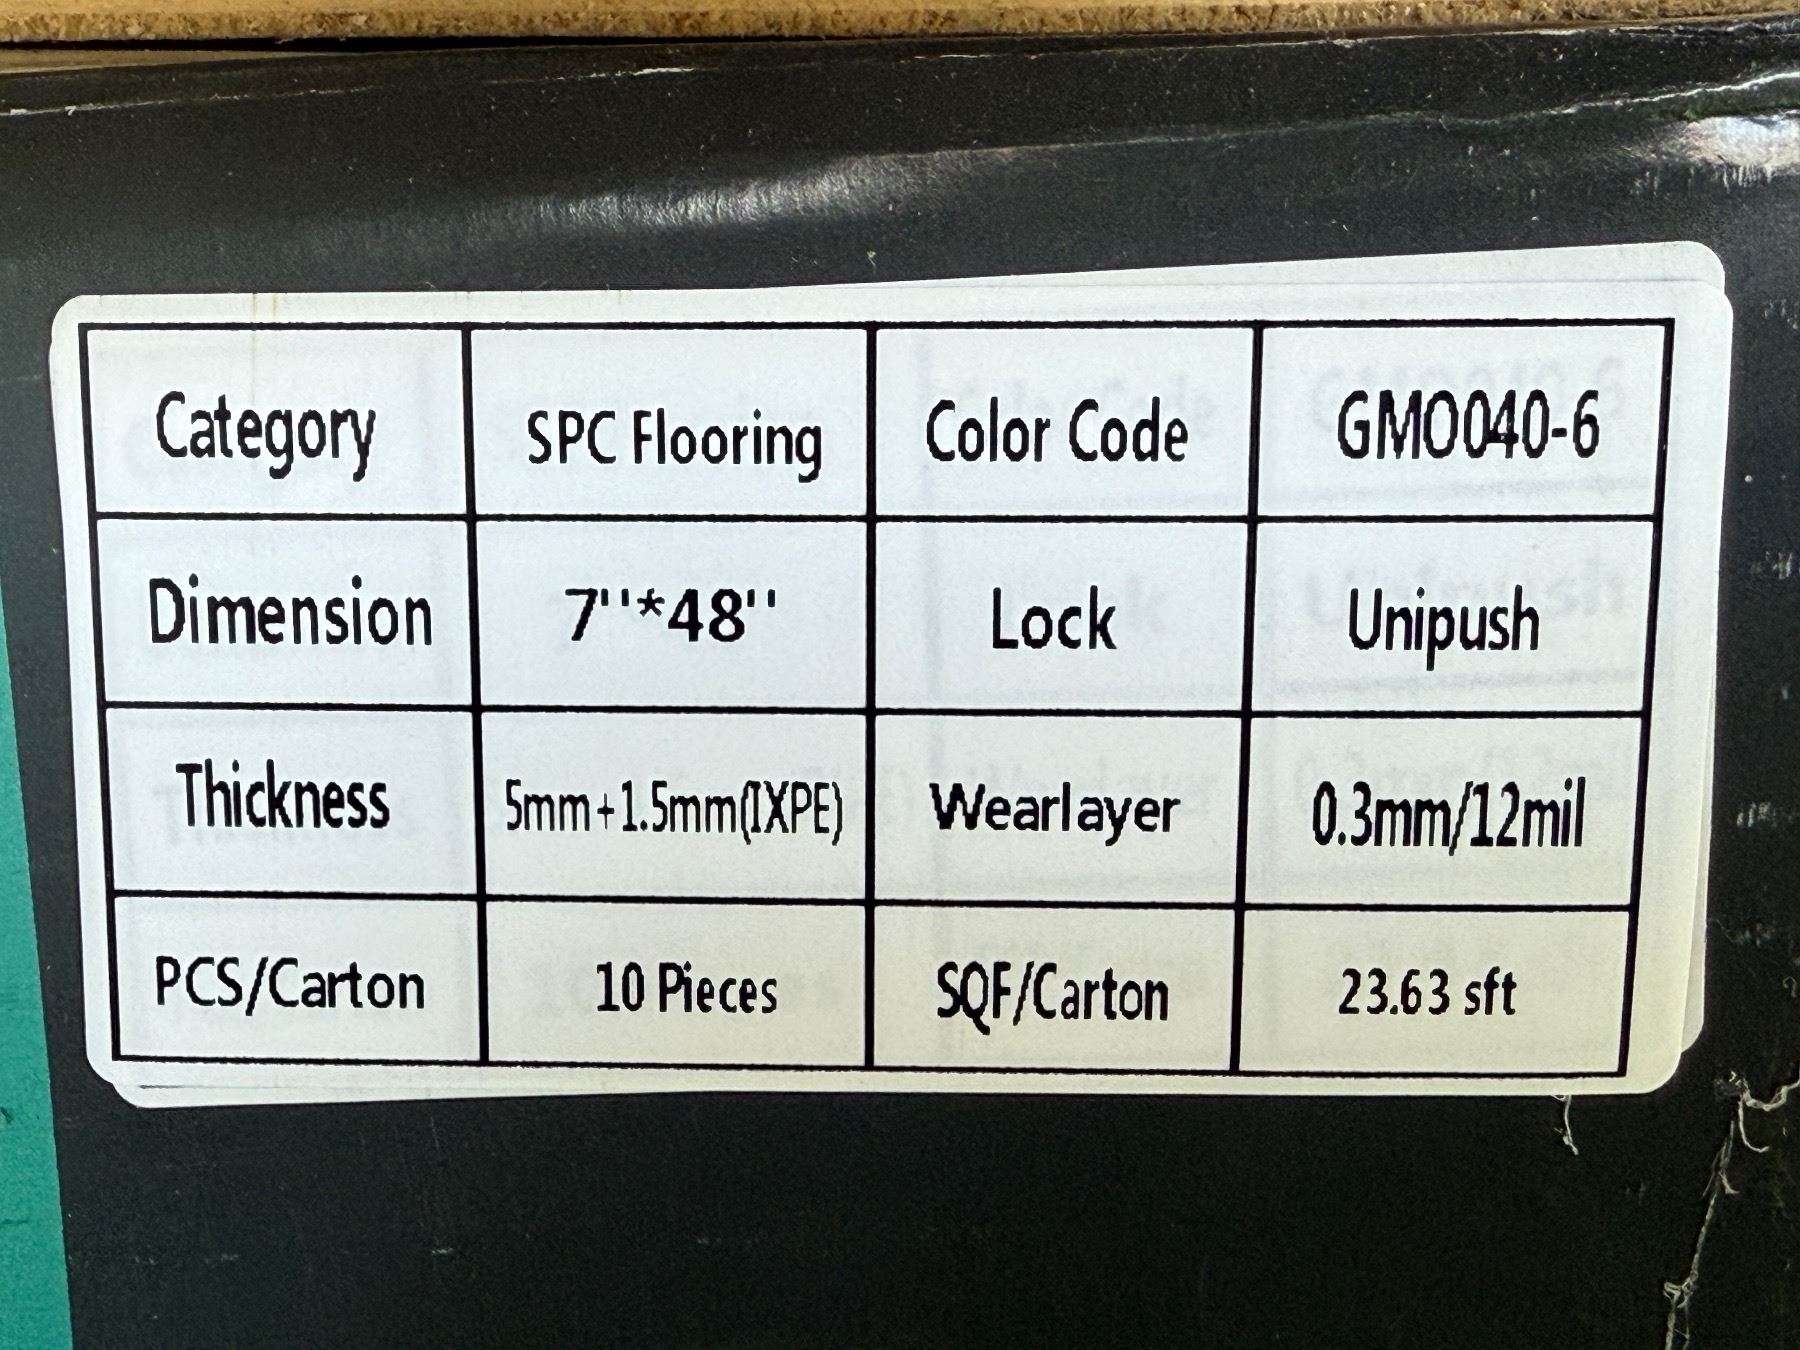 Category SPC Flooring Color Code GMO040-6
Dimension 7''*48'' Lock Unipush
Thickness 5mm+1.5mm(IXPE) Wearlayer 0.3mm/12mil
PCS/Carton 10 Pieces SQF/Carton 23.63 sft